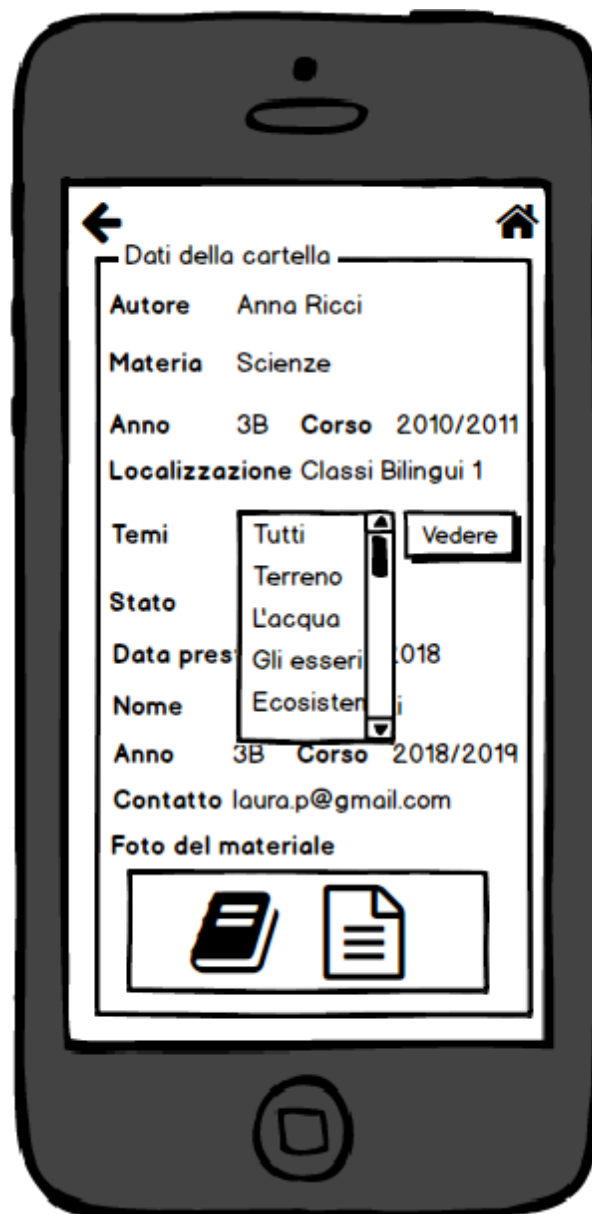 Dati della cartella
Autore Anna Ricci
Materia Scienze
Anno 3B Corso 2010/2011
Localizzazione Classi Bilingui 1
Temi Tutti Vedere
Terreno
Stato
L'acqua
Data pres Gli esseri 018
Nome Ecosistem i
Anno 3B Corso 2018/2019
Contatto laura.p@gmail.com
Foto del materiale